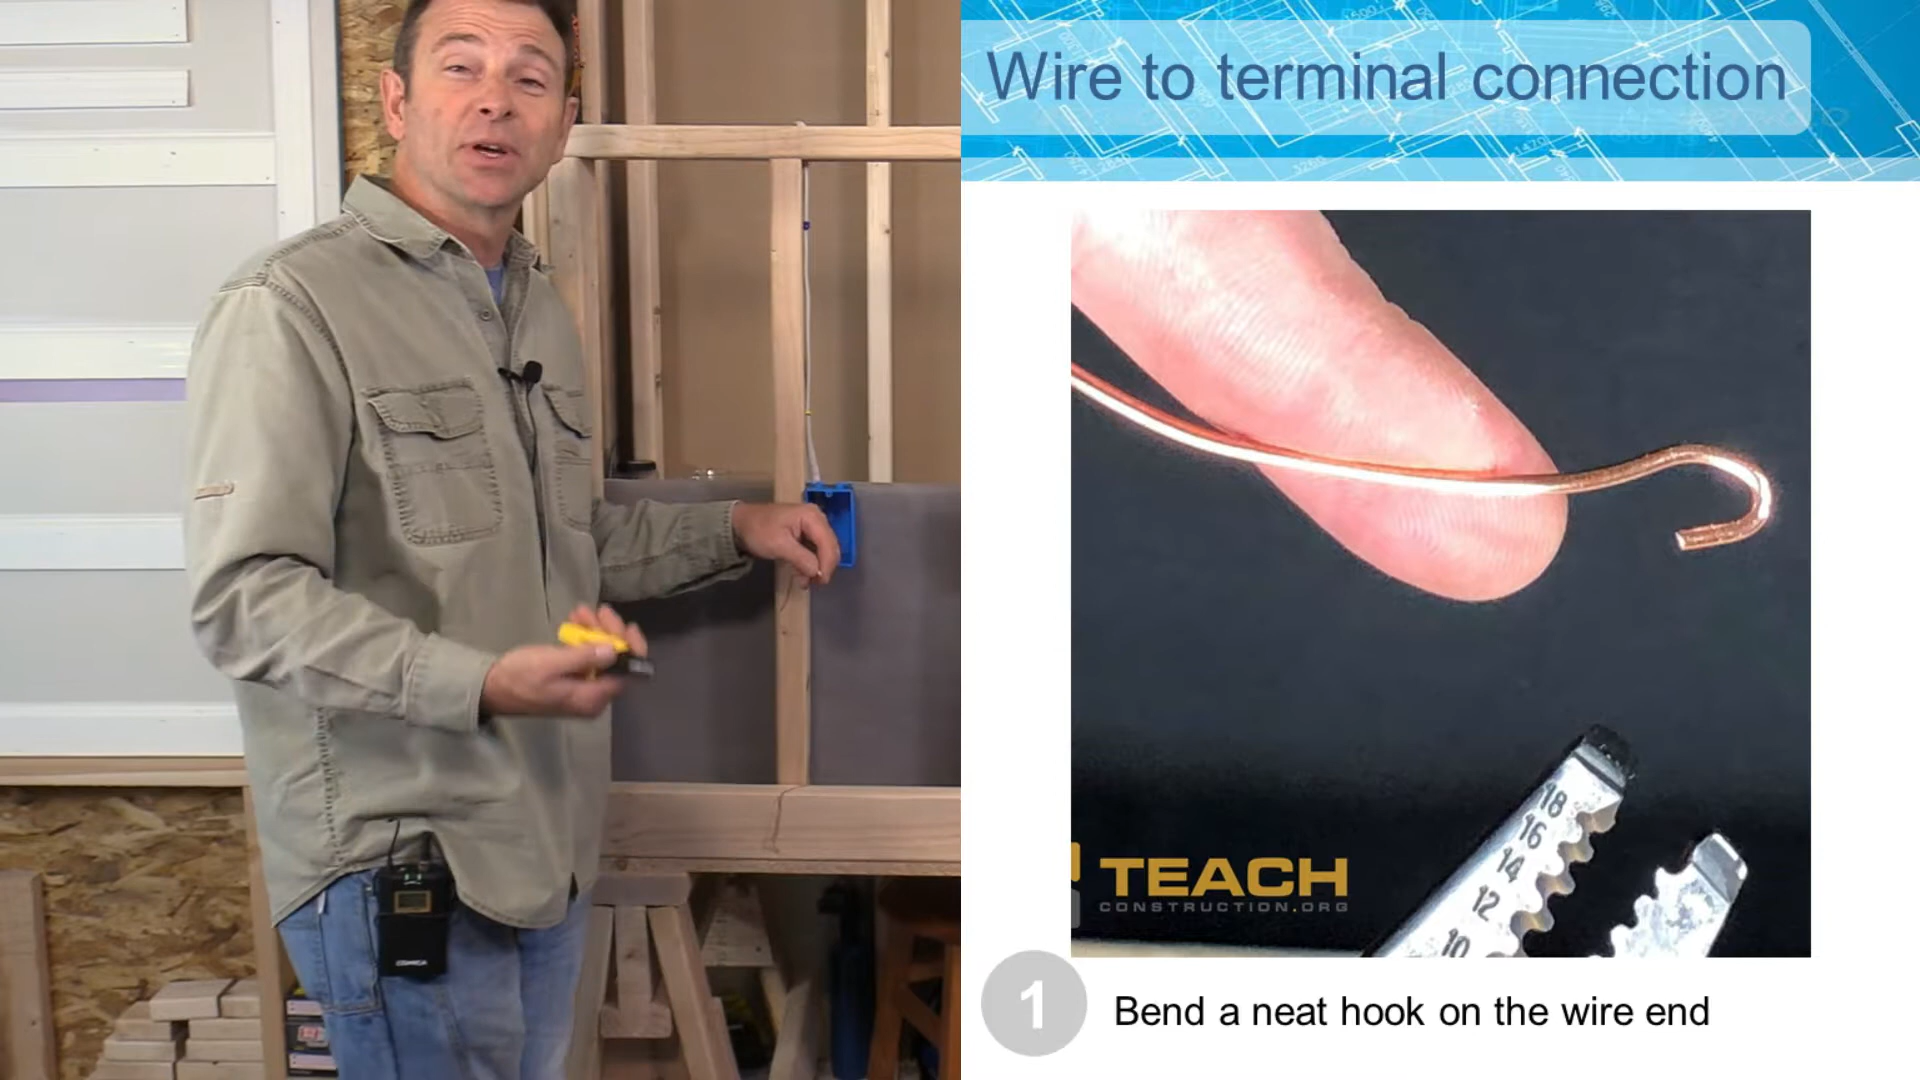 Wire to terminal connection
18
16
14
12
10
TEACH
CONSTRUCTION.ORG
1 Bend a neat hook on the wire end